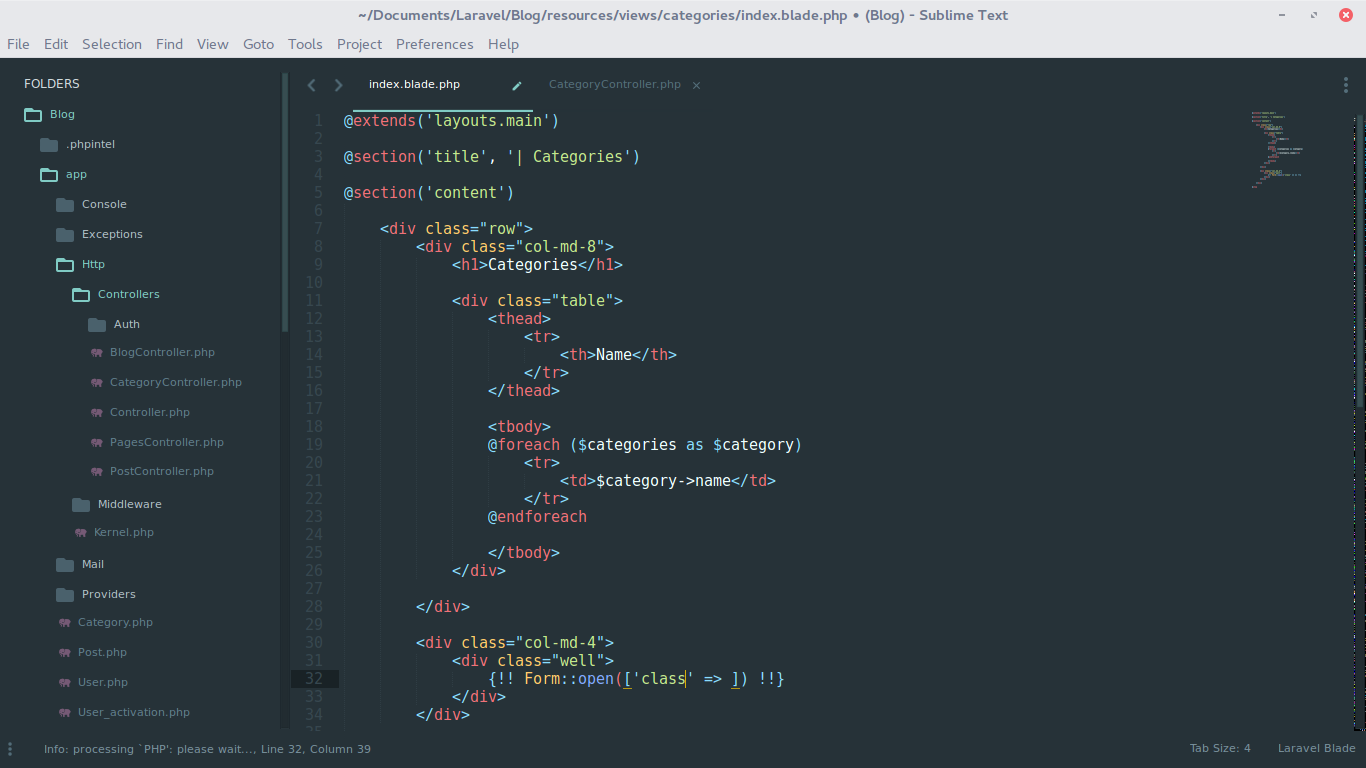 ~/Documents/Laravel/Blog/resources/views/categories/index.blade.php • (Blog) - Sublime Text
File Edit Selection Find View Goto Tools Project Preferences Help
FOLDERS
Blog
.phpintel
app
Console
Exceptions
Http
Controllers
Auth
BlogController.php
CategoryController.php
Controller.php
PagesController.php
PostController.php
Middleware
Kernel.php
Mail
Providers
Category.php
Post.php
User.php
User_activation.php
index.blade.php CategoryController.php ×
1 @extends('layouts.main')
2
3 @section('title', '| Categories')
4
5 @section('content')
6
7 <div class="row">
8 <div class="col-md-8">
9 <h1>Categories</h1>
10
11 <div class="table">
12 <thead>
13 <tr>
14 <th>Name</th>
15 </tr>
16 </thead>
17
18 <tbody>
19 @foreach ($categories as $category)
20 <tr>
21 <td>$category->name</td>
22 </tr>
23 @endforeach
24
25 </tbody>
26 </div>
27
28 </div>
29
30 <div class="col-md-4">
31 <div class="well">
32 {!! Form::open(['class' => ]) !!}
33 </div>
34 </div>
35
Info: processing `PHP': please wait..., Line 32, Column 39
Tab Size: 4 Laravel Blade